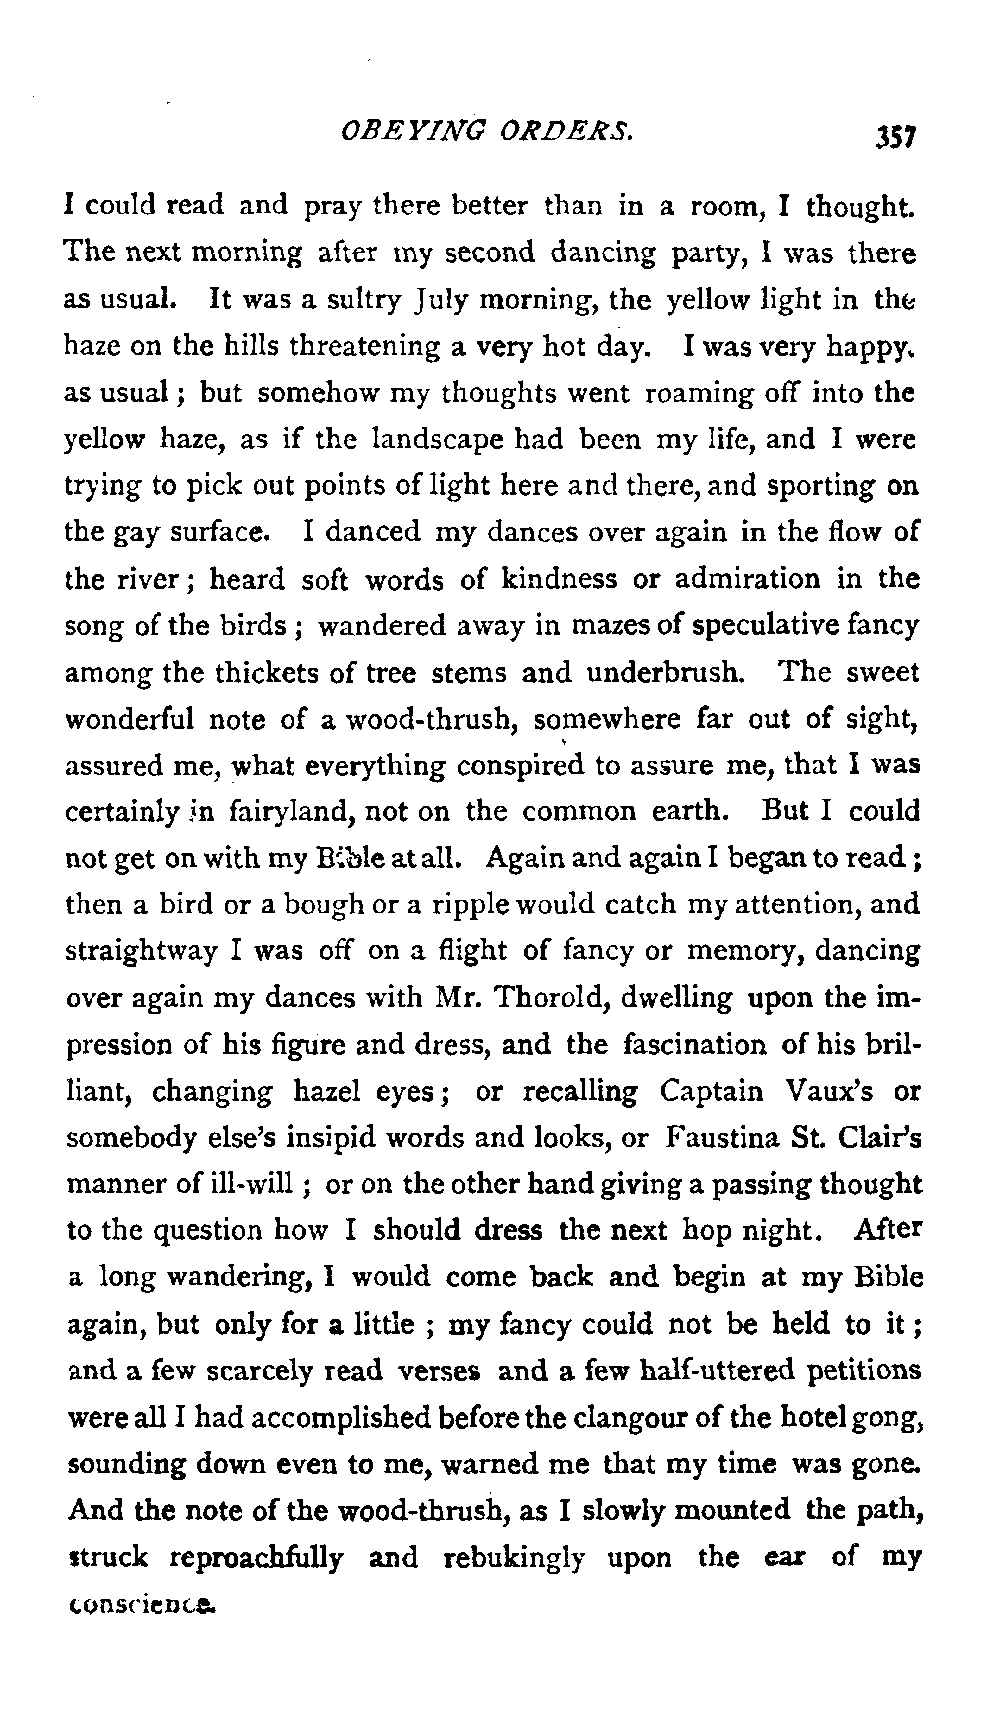 OBEYING ORDERS. 357
I could read and pray there better than in a room, I thought.
The next morning after my second dancing party, I was there
as usual. It was a sultry July morning, the yellow light in the
haze on the hills threatening a very hot day. I was very happy,
as usual; but somehow my thoughts went roaming off into the
yellow haze, as if the landscape had been my life, and I were
trying to pick out points of light here and there, and sporting on
the gay surface. I danced my dances over again in the flow of
the river; heard soft words of kindness or admiration in the
song of the birds; wandered away in mazes of speculative fancy
among the thickets of tree stems and underbrush. The sweet
wonderful note of a wood-thrush, somewhere far out of sight,
assured me, what everything conspired to assure me, that I was
certainly in fairyland, not on the common earth. But I could
not get on with my Bible at all. Again and again I began to read;
then a bird or a bough or a ripple would catch my attention, and
straightway I was off on a flight of fancy or memory, dancing
over again my dances with Mr. Thorold, dwelling upon the im-
pression of his figure and dress, and the fascination of his bril-
liant, changing hazel eyes; or recalling Captain Vaux's or
somebody else's insipid words and looks, or Faustina St. Clair's
manner of ill-will; or on the other hand giving a passing thought
to the question how I should dress the next hop night. After
a long wandering, I would come back and begin at my Bible
again, but only for a little; my fancy could not be held to it;
and a few scarcely read verses and a few half-uttered petitions
were all I had accomplished before the clangour of the hotel gong,
sounding down even to me, warned me that my time was gone.
And the note of the wood-thrush, as I slowly mounted the path,
struck reproachfully and rebukingly upon the ear of my
conscience.